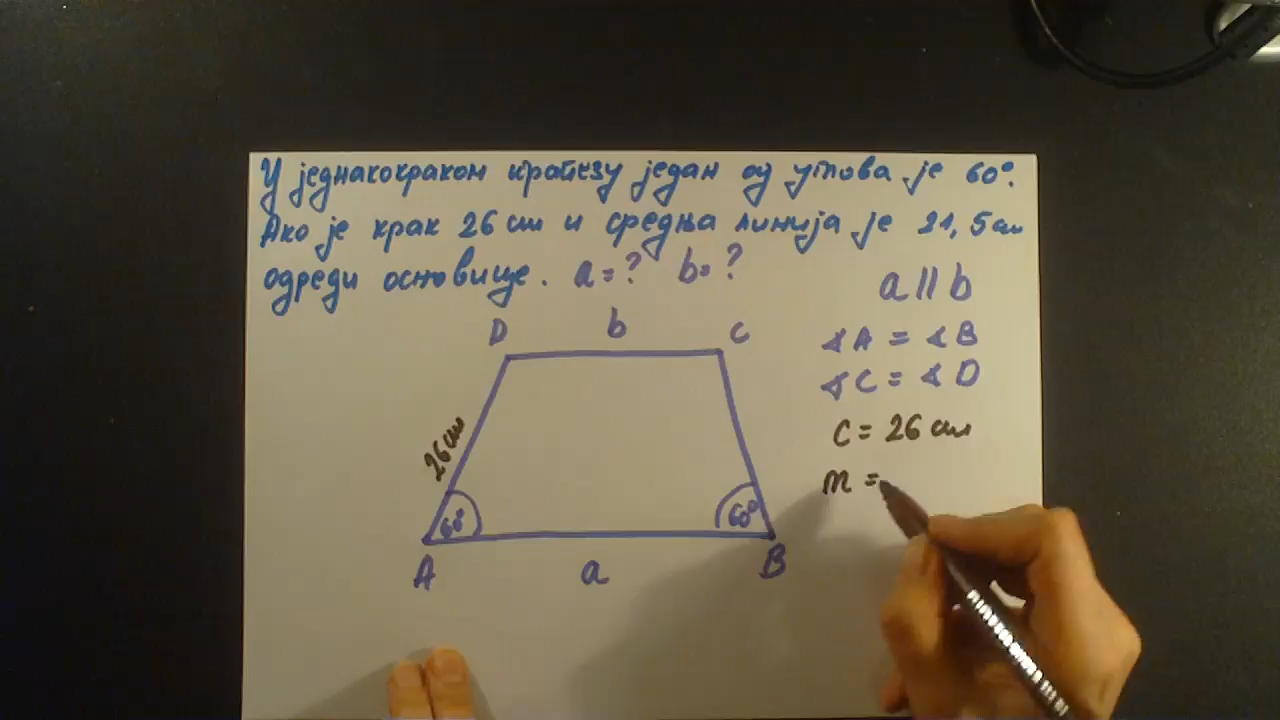 У једнакокраком трапезу један од углова је 60°.
Ако је крак 26 cm и средња линија је 21,5 cm
одреди основице. a = ? b = ?
a || b
∢A = ∢B
∢C = ∢D
c = 26 cm
m =
D b C
26 cm
60° 60°
A a B